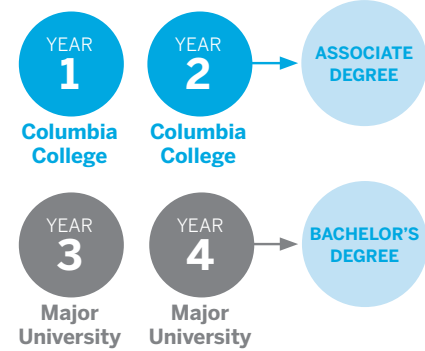 YEAR
1
Columbia
College
YEAR
2
Columbia
College
ASSOCIATE
DEGREE
YEAR
3
Major
University
YEAR
4
Major
University
BACHELOR'S
DEGREE